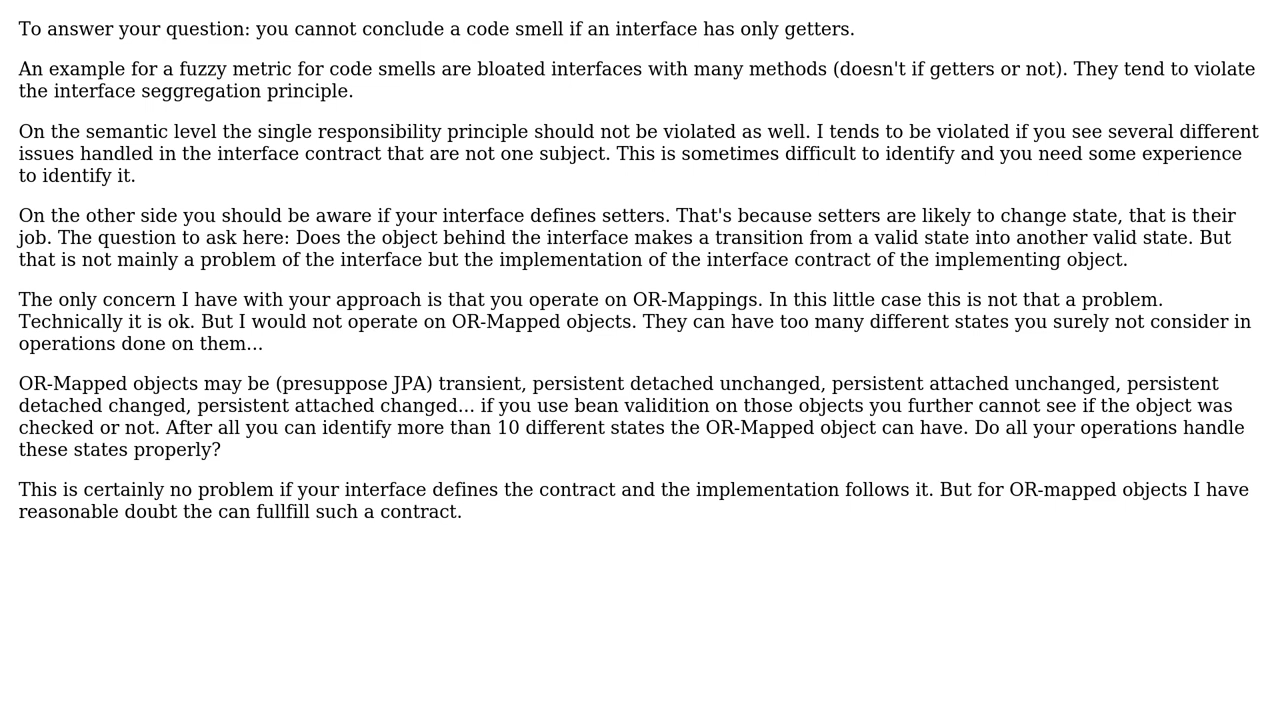 To answer your question: you cannot conclude a code smell if an interface has only getters.
An example for a fuzzy metric for code smells are bloated interfaces with many methods (doesn't if getters or not). They tend to violate
the interface seggregation principle.
On the semantic level the single responsibility principle should not be violated as well. I tends to be violated if you see several different
issues handled in the interface contract that are not one subject. This is sometimes difficult to identify and you need some experience
to identify it.
On the other side you should be aware if your interface defines setters. That's because setters are likely to change state, that is their
job. The question to ask here: Does the object behind the interface makes a transition from a valid state into another valid state. But
that is not mainly a problem of the interface but the implementation of the interface contract of the implementing object.
The only concern I have with your approach is that you operate on OR-Mappings. In this little case this is not that a problem.
Technically it is ok. But I would not operate on OR-Mapped objects. They can have too many different states you surely not consider in
operations done on them...
OR-Mapped objects may be (presuppose JPA) transient, persistent detached unchanged, persistent attached unchanged, persistent
detached changed, persistent attached changed... if you use bean validition on those objects you further cannot see if the object was
checked or not. After all you can identify more than 10 different states the OR-Mapped object can have. Do all your operations handle
these states properly?
This is certainly no problem if your interface defines the contract and the implementation follows it. But for OR-mapped objects I have
reasonable doubt the can fullfill such a contract.